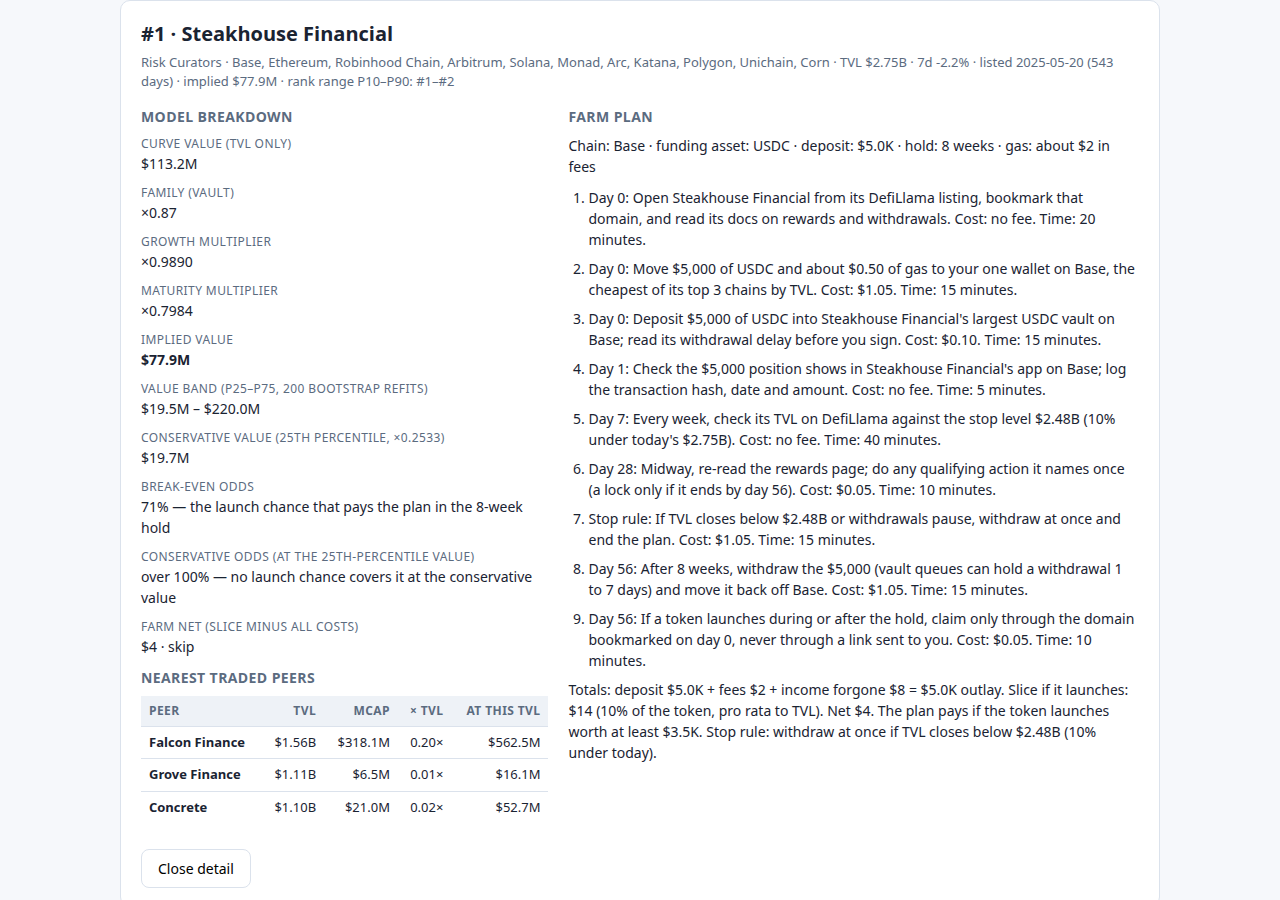 #1 · Steakhouse Financial
Risk Curators · Base, Ethereum, Robinhood Chain, Arbitrum, Solana, Monad, Arc, Katana, Polygon, Unichain, Corn · TVL $2.75B · 7d -2.2% · listed 2025-05-20 (543
days) · implied $77.9M · rank range P10–P90: #1–#2
MODEL BREAKDOWN
CURVE VALUE (TVL ONLY)
$113.2M
FAMILY (VAULT)
×0.87
GROWTH MULTIPLIER
×0.9890
MATURITY MULTIPLIER
×0.7984
IMPLIED VALUE
$77.9M
VALUE BAND (P25–P75, 200 BOOTSTRAP REFITS)
$19.5M – $220.0M
CONSERVATIVE VALUE (25TH PERCENTILE, ×0.2533)
$19.7M
BREAK-EVEN ODDS
71% — the launch chance that pays the plan in the 8-week
hold
CONSERVATIVE ODDS (AT THE 25TH-PERCENTILE VALUE)
over 100% — no launch chance covers it at the conservative
value
FARM NET (SLICE MINUS ALL COSTS)
$4 · skip
NEAREST TRADED PEERS
PEER TVL MCAP × TVL AT THIS TVL
Falcon Finance $1.56B $318.1M 0.20× $562.5M
Grove Finance $1.11B $6.5M 0.01× $16.1M
Concrete $1.10B $21.0M 0.02× $52.7M
Close detail
FARM PLAN
Chain: Base · funding asset: USDC · deposit: $5.0K · hold: 8 weeks · gas: about $2 in
fees
1. Day 0: Open Steakhouse Financial from its DefiLlama listing, bookmark that
domain, and read its docs on rewards and withdrawals. Cost: no fee. Time: 20
minutes.
2. Day 0: Move $5,000 of USDC and about $0.50 of gas to your one wallet on Base, the
cheapest of its top 3 chains by TVL. Cost: $1.05. Time: 15 minutes.
3. Day 0: Deposit $5,000 of USDC into Steakhouse Financial's largest USDC vault on
Base; read its withdrawal delay before you sign. Cost: $0.10. Time: 15 minutes.
4. Day 1: Check the $5,000 position shows in Steakhouse Financial's app on Base; log
the transaction hash, date and amount. Cost: no fee. Time: 5 minutes.
5. Day 7: Every week, check its TVL on DefiLlama against the stop level $2.48B (10%
under today's $2.75B). Cost: no fee. Time: 40 minutes.
6. Day 28: Midway, re-read the rewards page; do any qualifying action it names once
(a lock only if it ends by day 56). Cost: $0.05. Time: 10 minutes.
7. Stop rule: If TVL closes below $2.48B or withdrawals pause, withdraw at once and
end the plan. Cost: $1.05. Time: 15 minutes.
8. Day 56: After 8 weeks, withdraw the $5,000 (vault queues can hold a withdrawal 1
to 7 days) and move it back off Base. Cost: $1.05. Time: 15 minutes.
9. Day 56: If a token launches during or after the hold, claim only through the domain
bookmarked on day 0, never through a link sent to you. Cost: $0.05. Time: 10
minutes.
Totals: deposit $5.0K + fees $2 + income forgone $8 = $5.0K outlay. Slice if it launches:
$14 (10% of the token, pro rata to TVL). Net $4. The plan pays if the token launches
worth at least $3.5K. Stop rule: withdraw at once if TVL closes below $2.48B (10%
under today).